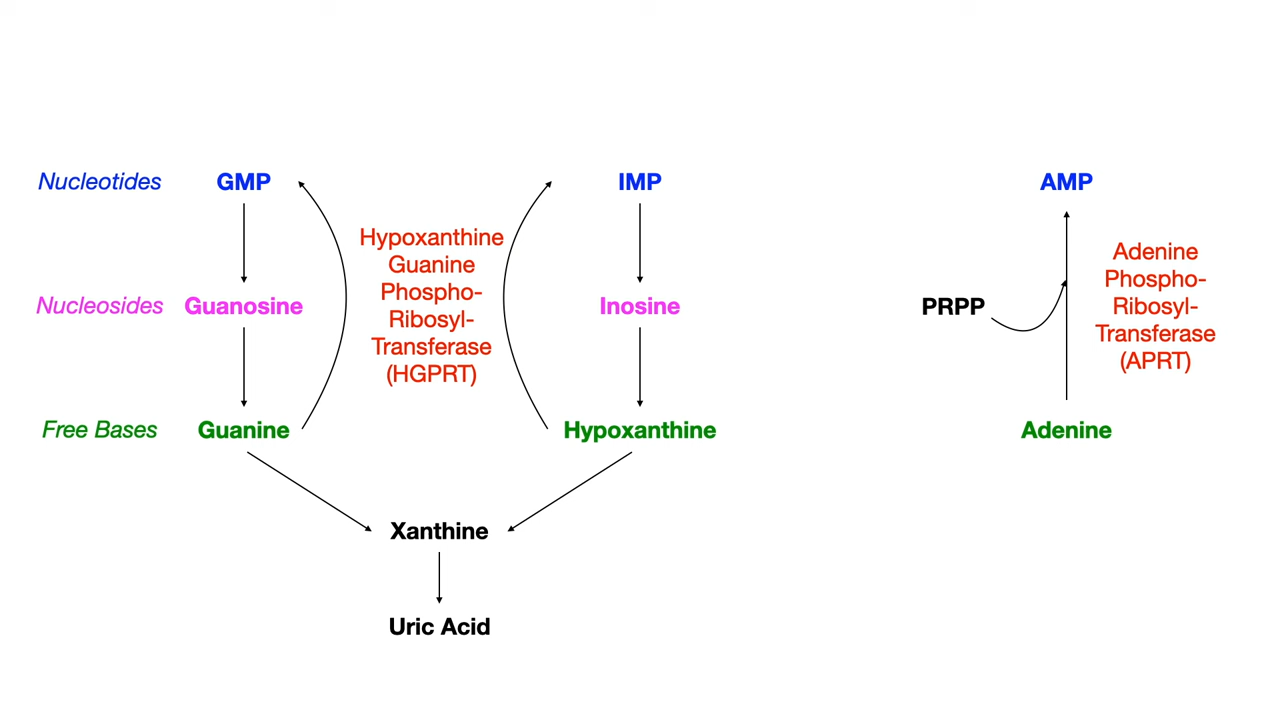 Nucleotides GMP IMP AMP
Hypoxanthine
Guanine
Phospho-
Ribosyl-
Transferase
(HGPRT)
Adenine
Phospho-
Ribosyl-
Transferase
(APRT)
Nucleosides Guanosine Inosine PRPP
Free Bases Guanine Hypoxanthine Adenine
Xanthine
Uric Acid